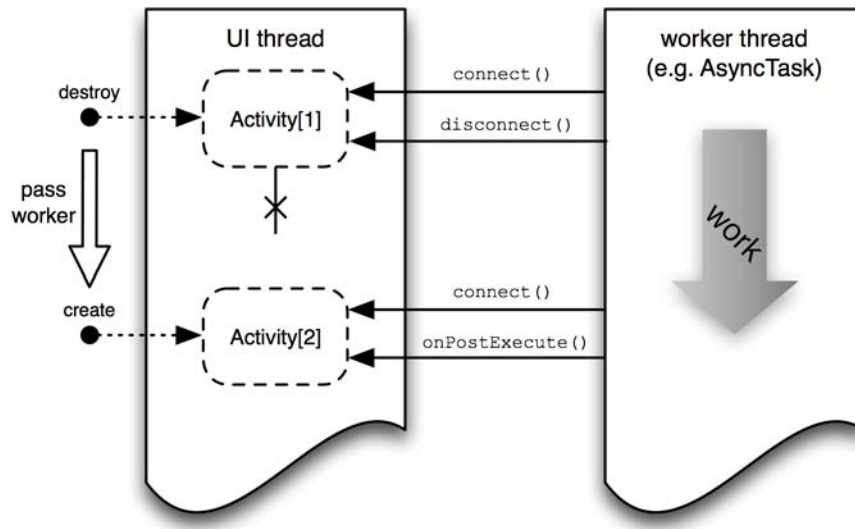 UI thread
worker thread
(e.g. AsyncTask)
connect()
destroy
Activity[1]
disconnect()
pass
worker
work
connect()
create
Activity[2]
onPostExecute()